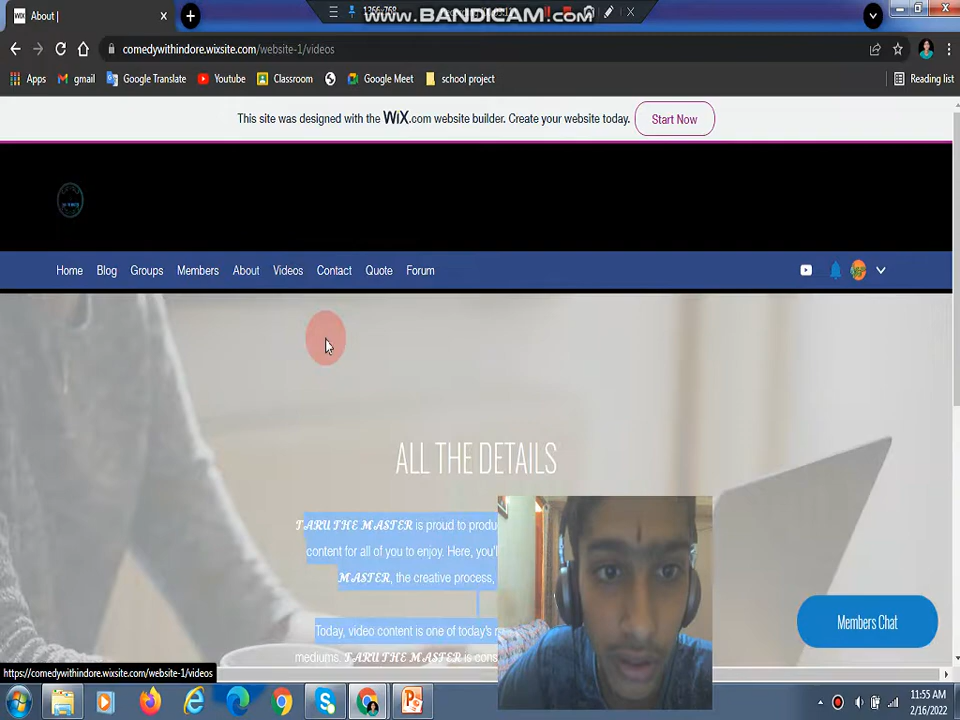 About |
1366x768
www.BANDICAM.com
comedywithindore.wixsite.com/website-1/videos
Apps
gmail
Google Translate
Youtube
Classroom
Google Meet
school project
Reading list
This site was designed with the WiX.com website builder. Create your website today.
Start Now
Home
Blog
Groups
Members
About
Videos
Contact
Quote
Forum
ALL THE DETAILS
TARU THE MASTER is proud to produ
content for all of you to enjoy. Here, you'l
MASTER, the creative process,
Today, video content is one of today's
mediums. TARU THE MASTER is cons
Members Chat
https://comedywithindore.wixsite.com/website-1/videos
11:55 AM
2/16/2022